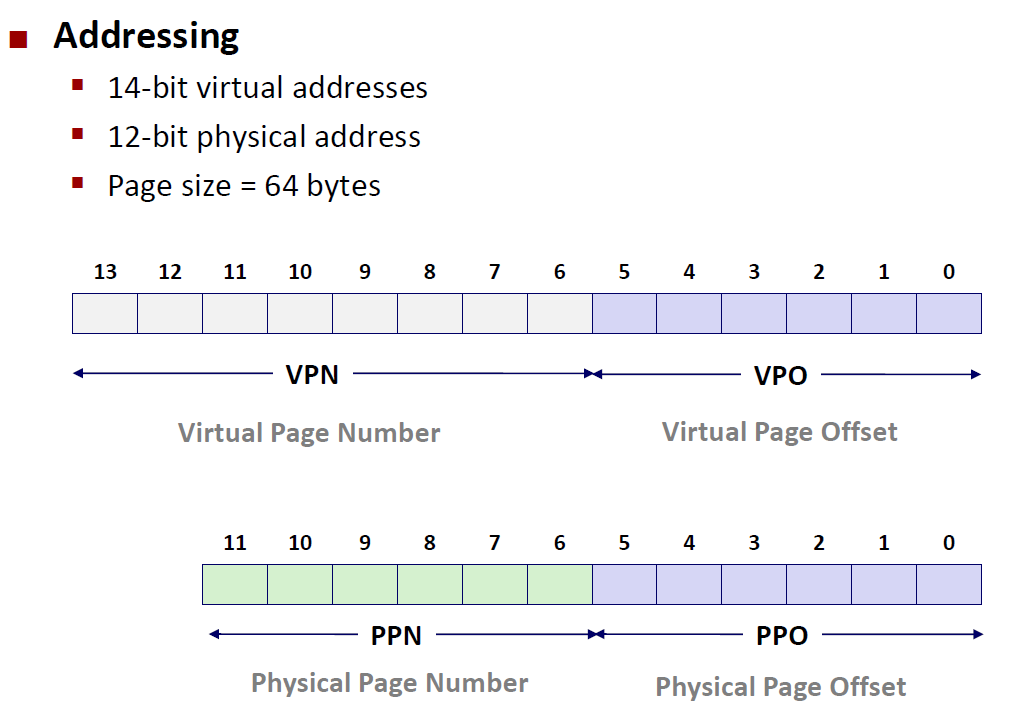 Addressing
14-bit virtual addresses
12-bit physical address
Page size = 64 bytes
13 12 11 10 9 8 7 6 5 4 3 2 1 0
VPN VPO
Virtual Page Number Virtual Page Offset
11 10 9 8 7 6 5 4 3 2 1 0
PPN PPO
Physical Page Number Physical Page Offset